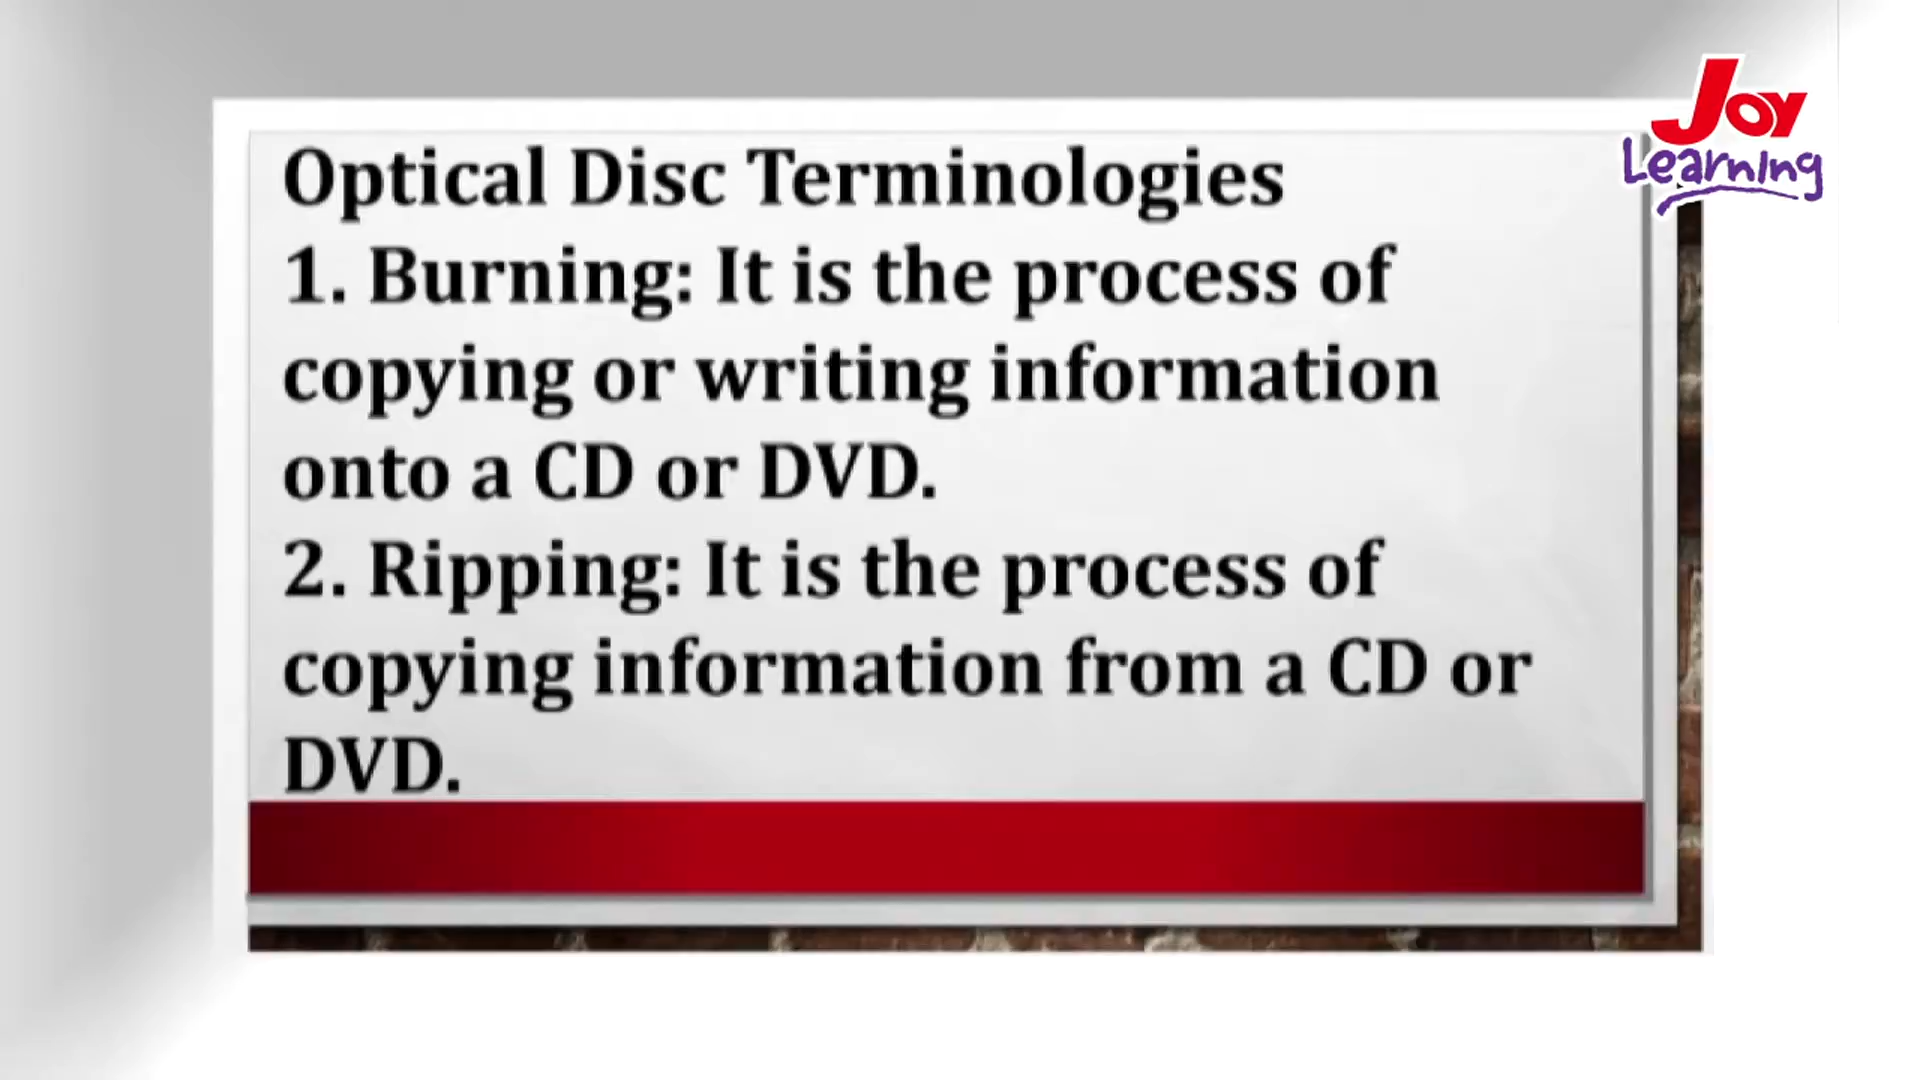 Joy
Learning
Optical Disc Terminologies
1. Burning: It is the process of
copying or writing information
onto a CD or DVD.
2. Ripping: It is the process of
copying information from a CD or
DVD.